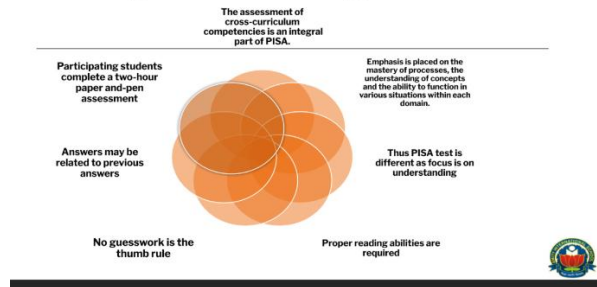 The assessment of
cross-curriculum
competencies is an integral
part of PISA.
Participating students
complete a two-hour
paper and-pen
assessment
Emphasis is placed on the
mastery of processes, the
understanding of concepts
and the ability to function in
various situations within each
domain.
Answers may be
related to previous
answers
Thus PISA test is
different as focus is on
understanding
No guesswork is the
thumb rule
Proper reading abilities are
required